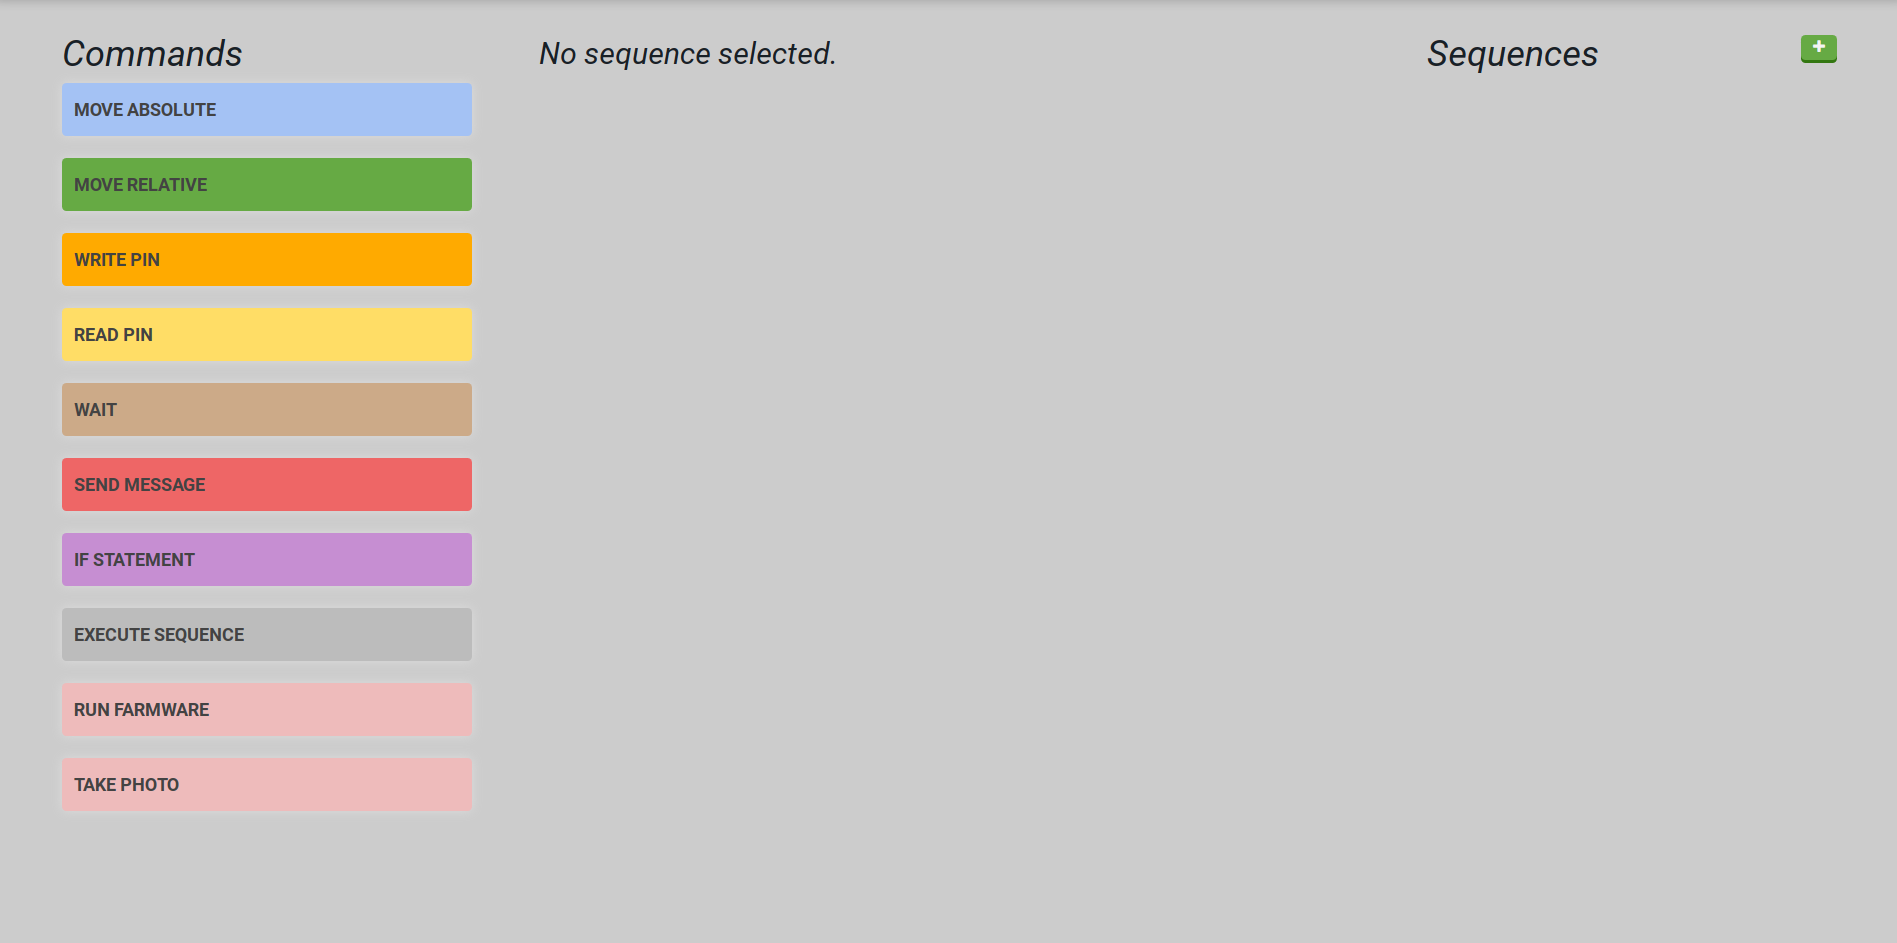 Commands
MOVE ABSOLUTE
MOVE RELATIVE
WRITE PIN
READ PIN
WAIT
SEND MESSAGE
IF STATEMENT
EXECUTE SEQUENCE
RUN FARMWARE
TAKE PHOTO
No sequence selected.
Sequences
+